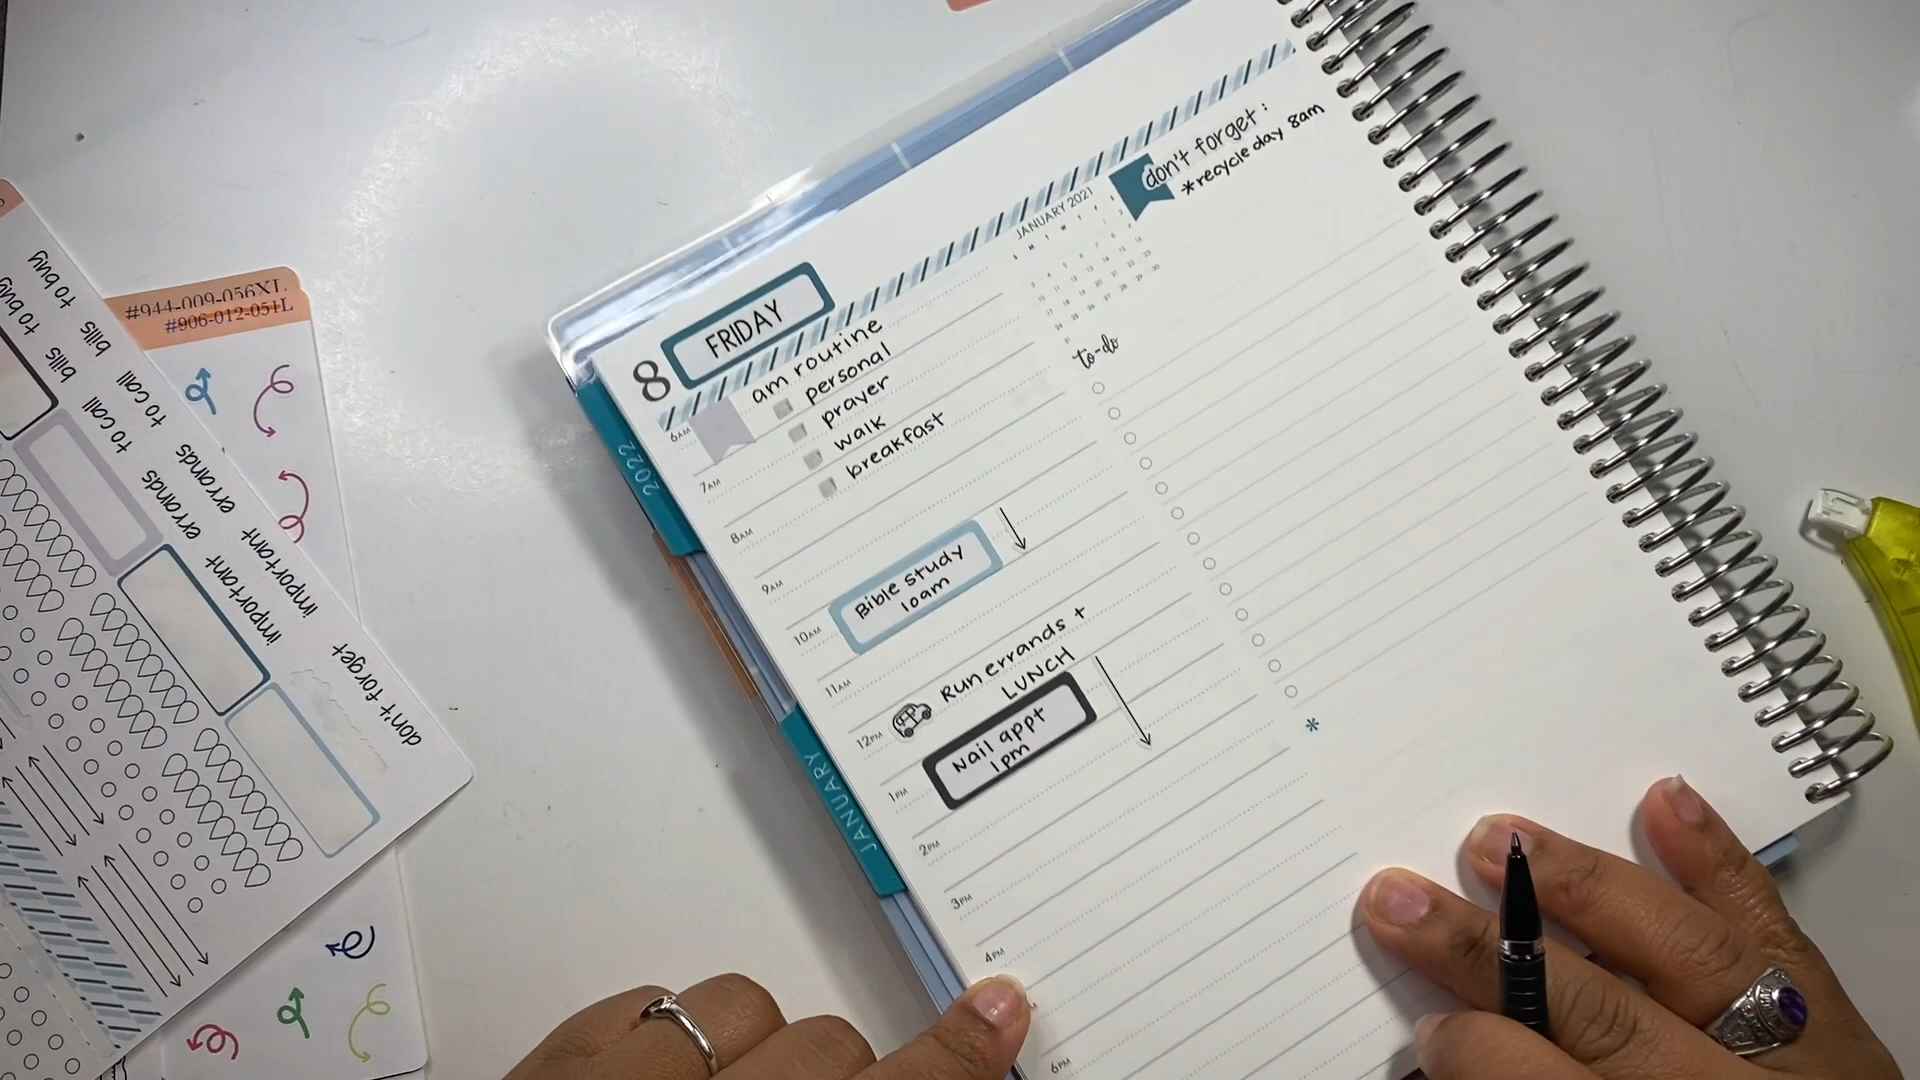 8 FRIDAY
JANUARY 2021
don't forget:
*recycle day 8am
am routine
personal
prayer
walk
breakfast
to-do
6AM
7AM
8AM
9AM
10AM
11AM
12PM
1PM
2PM
3PM
4PM
6PM
Bible study
10am
Run errands +
LUNCH
Nail appt
1pm
*
2022
JANUARY
#944-009-056XL
#906-012-051L
to buy
to buy
bills
bills
to call
to call
errands
errands
important
important
don't forget